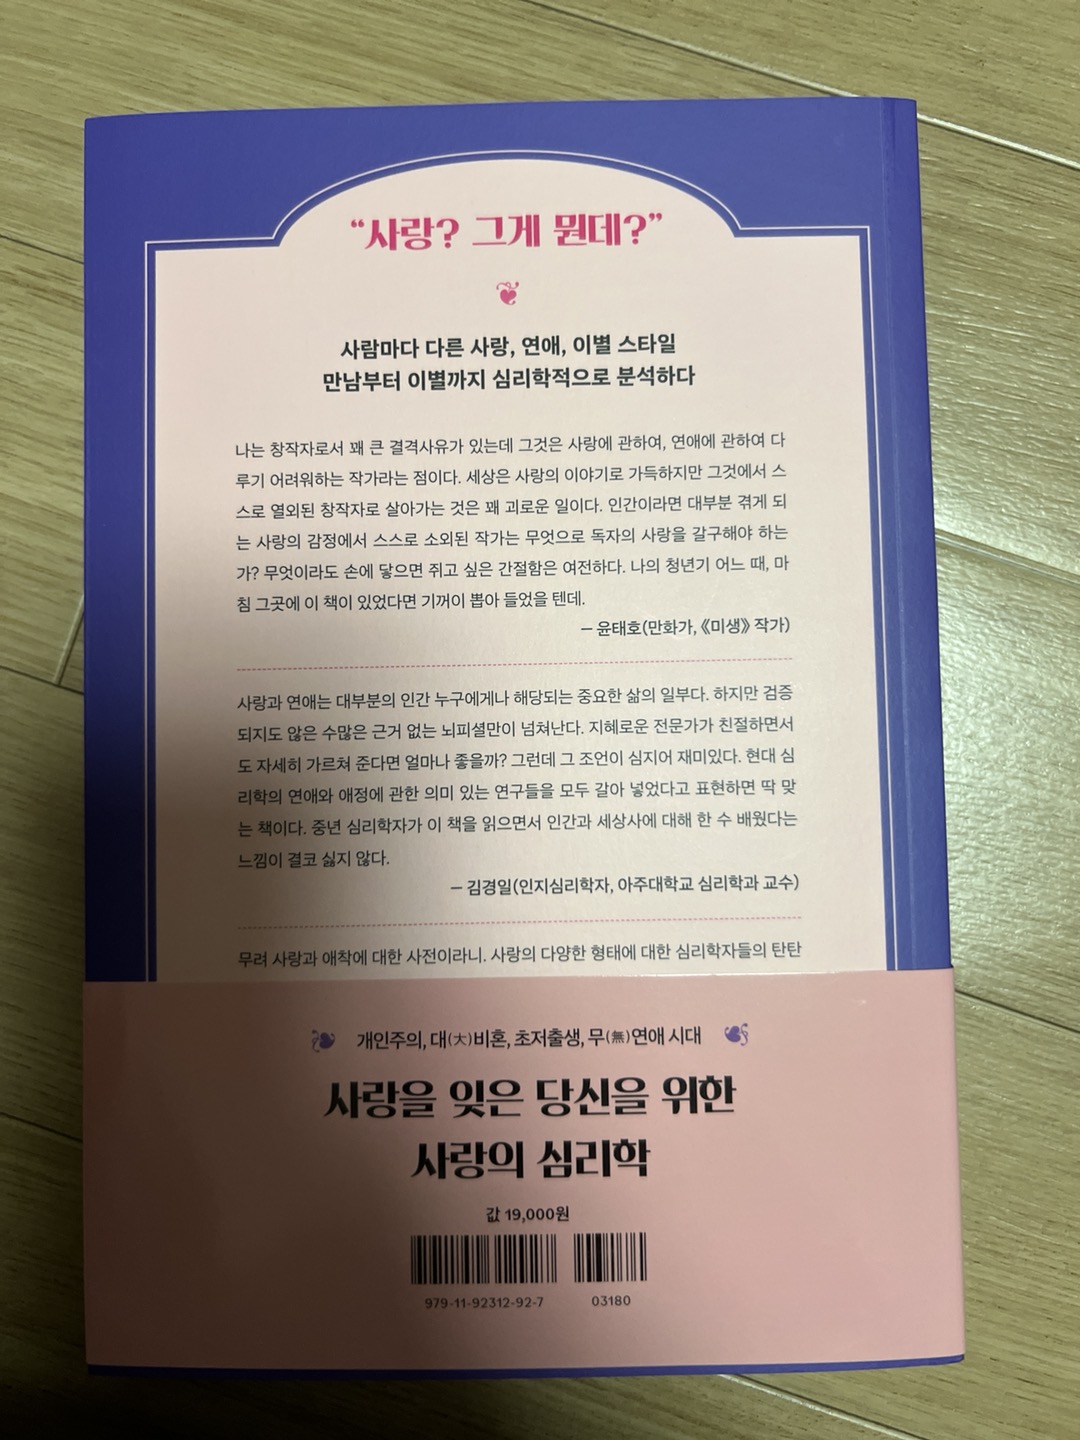 “사랑? 그게 뭔데?”
사람마다 다른 사랑, 연애, 이별 스타일
만남부터 이별까지 심리학적으로 분석하다
나는 창작자로서 꽤 큰 결격사유가 있는데 그것은 사랑에 관하여, 연애에 관하여 다
루기 어려워하는 작가라는 점이다. 세상은 사랑의 이야기로 가득하지만 그것에서 스
스로 열외된 창작자로 살아가는 것은 꽤 괴로운 일이다. 인간이라면 대부분 겪게 되
는 사랑의 감정에서 스스로 소외된 작가는 무엇으로 독자의 사랑을 갈구해야 하는
가? 무엇이라도 손에 닿으면 쥐고 싶은 간절함은 여전하다. 나의 청년기 어느 때, 마
침 그곳에 이 책이 있었다면 기꺼이 뽑아 들었을 텐데.
– 윤태호(만화가, 《미생》 작가)
사랑과 연애는 대부분의 인간 누구에게나 해당되는 중요한 삶의 일부다. 하지만 검증
되지도 않은 수많은 근거 없는 뇌피셜만이 넘쳐난다. 지혜로운 전문가가 친절하면서
도 자세히 가르쳐 준다면 얼마나 좋을까? 그런데 그 조언이 심지어 재미있다. 현대 심
리학의 연애와 애정에 관한 의미 있는 연구들을 모두 갈아 넣었다고 표현하면 딱 맞
는 책이다. 중년 심리학자가 이 책을 읽으면서 인간과 세상사에 대해 한 수 배웠다는
느낌이 결코 싫지 않다.
– 김경일(인지심리학자, 아주대학교 심리학과 교수)
무려 사랑과 애착에 대한 사전이라니. 사랑의 다양한 형태에 대한 심리학자들의 탄탄
개인주의, 대(大)비혼, 초저출생, 무(無)연애 시대
사랑을 잊은 당신을 위한
사랑의 심리학
값 19,000원
979-11-92312-92-7 03180